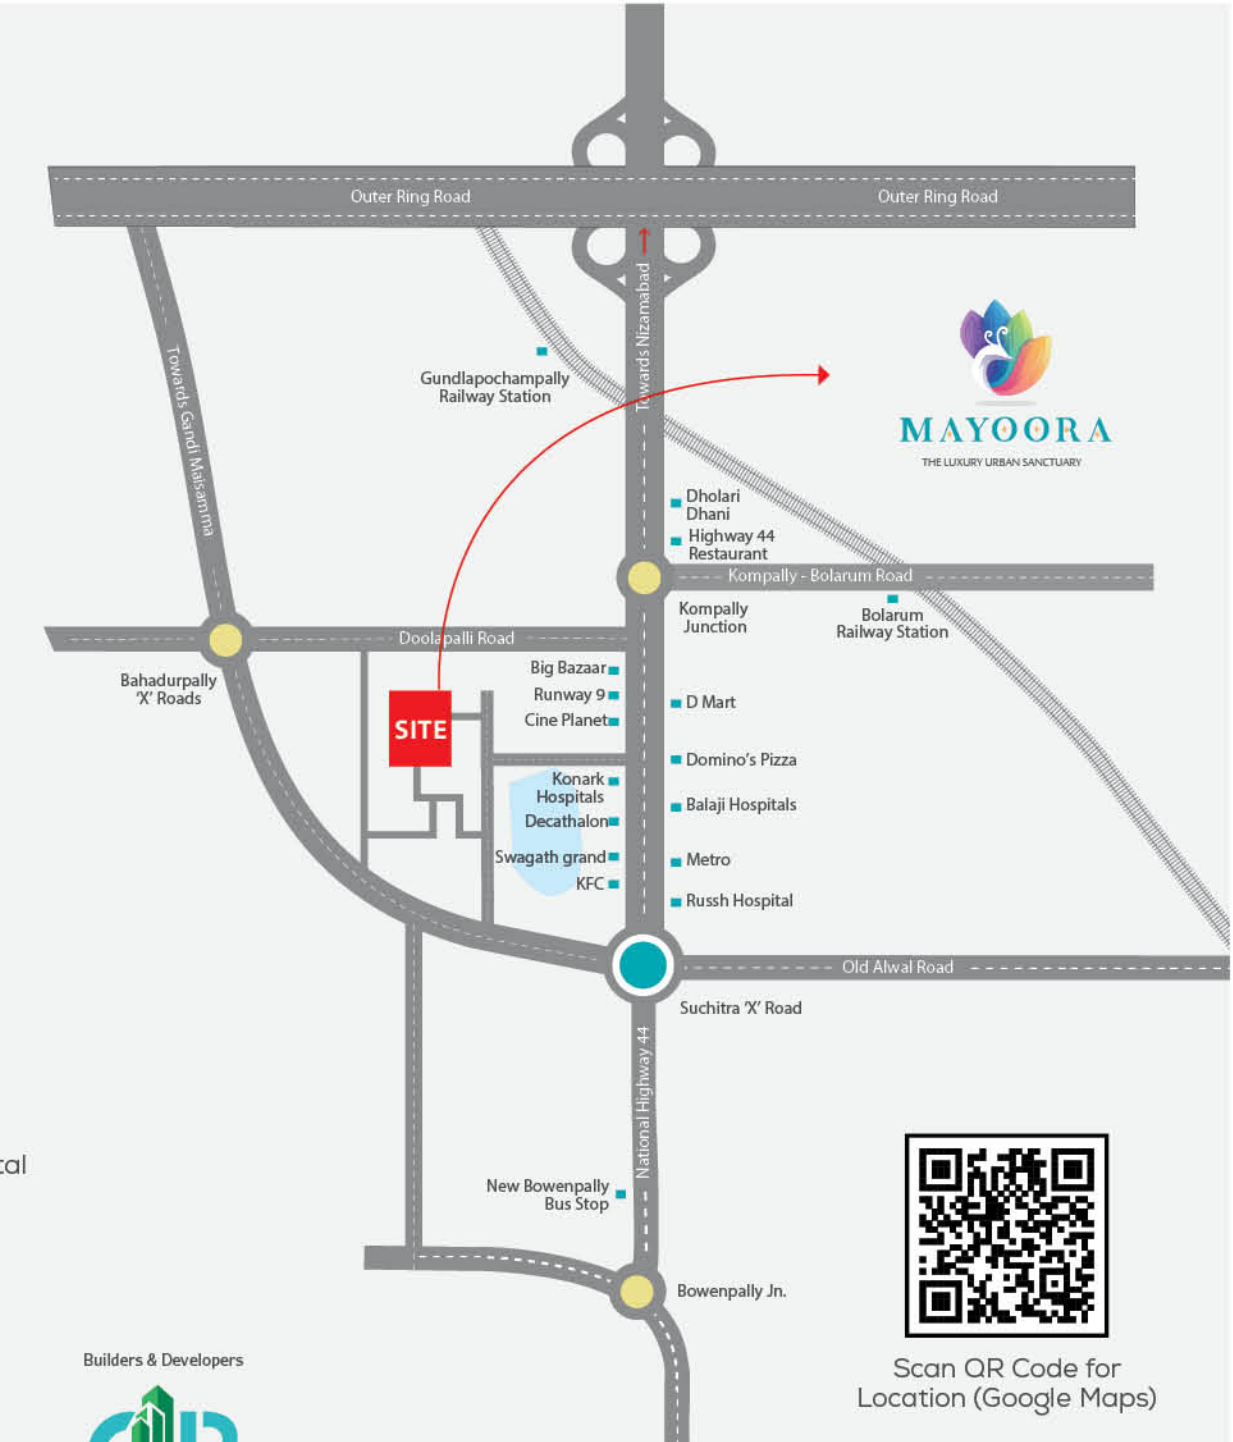 Outer Ring Road
Outer Ring Road
Towards Nizamabad
Towards Gandi Maisamma
Gundlapochampally
Railway Station
MAYOORA
THE LUXURY URBAN SANCTUARY
Dholari
Dhani
Highway 44
Restaurant
Kompally - Bolarum Road
Kompally
Junction
Bolarum
Railway Station
Doolapalli Road
Bahadurpally
'X' Roads
Big Bazaar
Runway 9
Cine Planet
SITE
D Mart
Domino's Pizza
Konark
Hospitals
Balaji Hospitals
Decathalon
Swagath grand
Metro
KFC
Russh Hospital
Old Alwal Road
Suchitra 'X' Road
National Highway 44
tal
New Bowenpally
Bus Stop
Bowenpally Jn.
Builders & Developers
Scan QR Code for
Location (Google Maps)